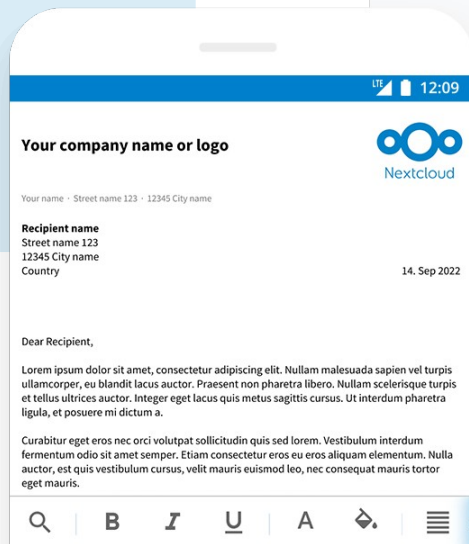 LTE 12:09
Your company name or logo
Nextcloud
Your name · Street name 123 · 12345 City name
Recipient name
Street name 123
12345 City name
Country
14. Sep 2022
Dear Recipient,
Lorem ipsum dolor sit amet, consectetur adipiscing elit. Nullam malesuada sapien vel turpis
ullamcorper, eu blandit lacus auctor. Praesent non pharetra libero. Nullam scelerisque turpis
et tellus ultrices auctor. Integer eget lacus quis metus sagittis cursus. Ut interdum pharetra
ligula, et posuere mi dictum a.
Curabitur eget eros nec orci volutpat sollicitudin quis sed lorem. Vestibulum interdum
fermentum odio sit amet semper. Etiam consectetur eros eu eros aliquam elementum. Nulla
auctor, est quis vestibulum cursus, velit mauris euismod leo, nec consequat mauris tortor
eget mauris.
B I U A